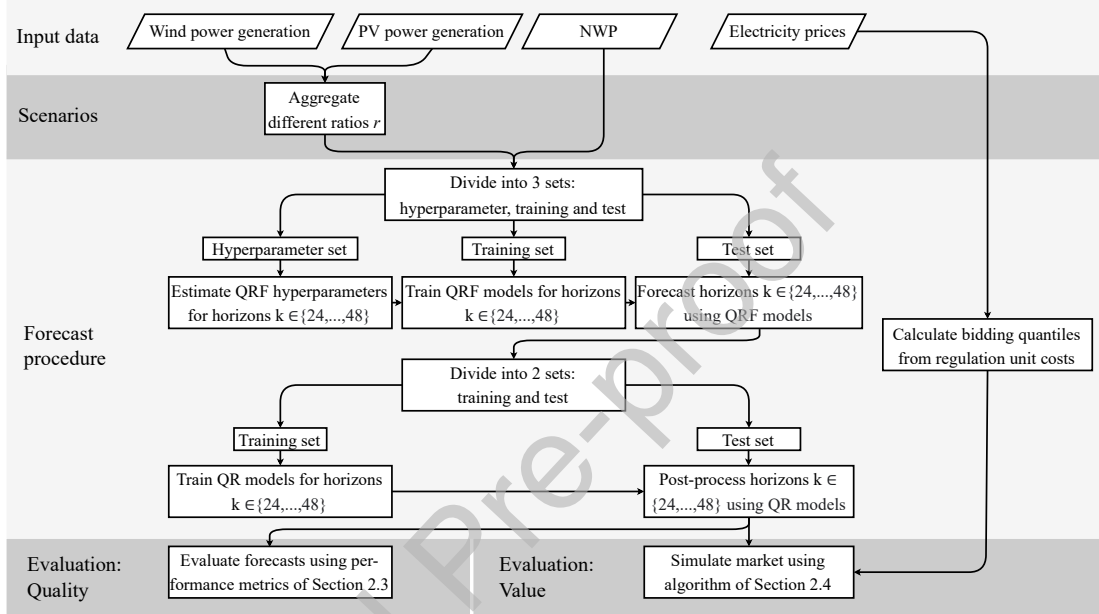 Input data
Wind power generation
PV power generation
NWP
Electricity prices
Scenarios
Aggregate
different ratios r
Divide into 3 sets:
hyperparameter, training and test
Hyperparameter set
Training set
Test set
Estimate QRF hyperparameters
for horizons k ∈{24,...,48}
Train QRF models for horizons
k ∈{24,...,48}
Forecast horizons k ∈{24,...,48}
using QRF models
Forecast
procedure
Calculate bidding quantiles
from regulation unit costs
Divide into 2 sets:
training and test
Training set
Test set
Train QR models for horizons
k ∈{24,...,48}
Post-process horizons k ∈
{24,...,48} using QR models
Evaluation:
Quality
Evaluate forecasts using per-
formance metrics of Section 2.3
Evaluation:
Value
Simulate market using
algorithm of Section 2.4
Pre-proof